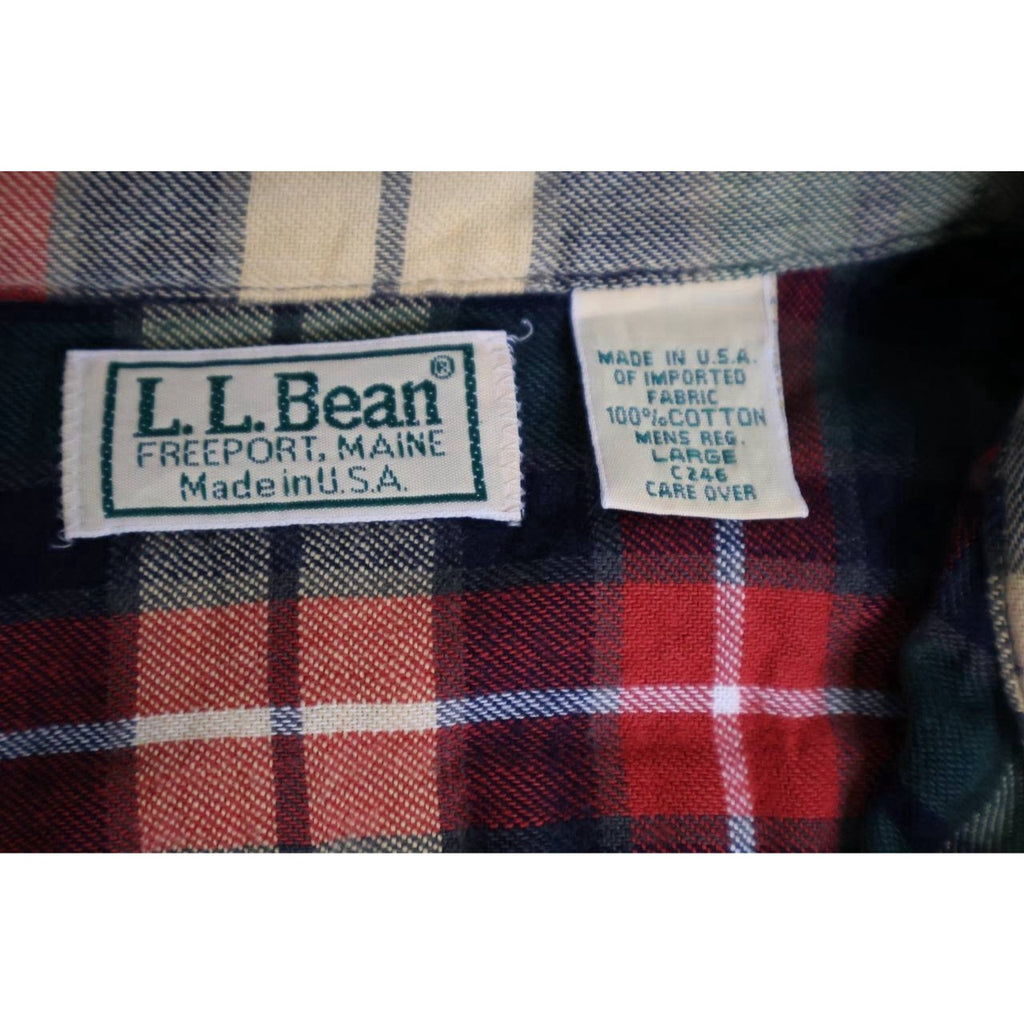 L.L.Bean®
FREEPORT, MAINE
Made in U.S.A.
MADE IN U.S.A.
OF IMPORTED
FABRIC
100% COTTON
MENS REG.
LARGE
C246
CARE OVER